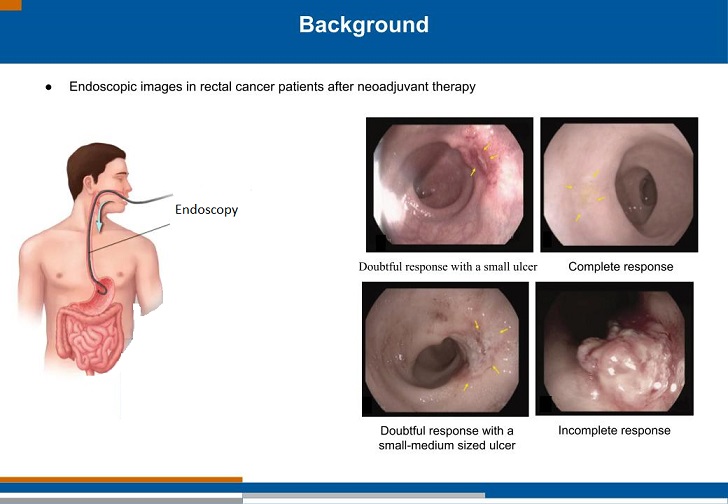 Background
● Endoscopic images in rectal cancer patients after neoadjuvant therapy
Endoscopy
Doubtful response with a small ulcer
Complete response
Doubtful response with a
small-medium sized ulcer
Incomplete response